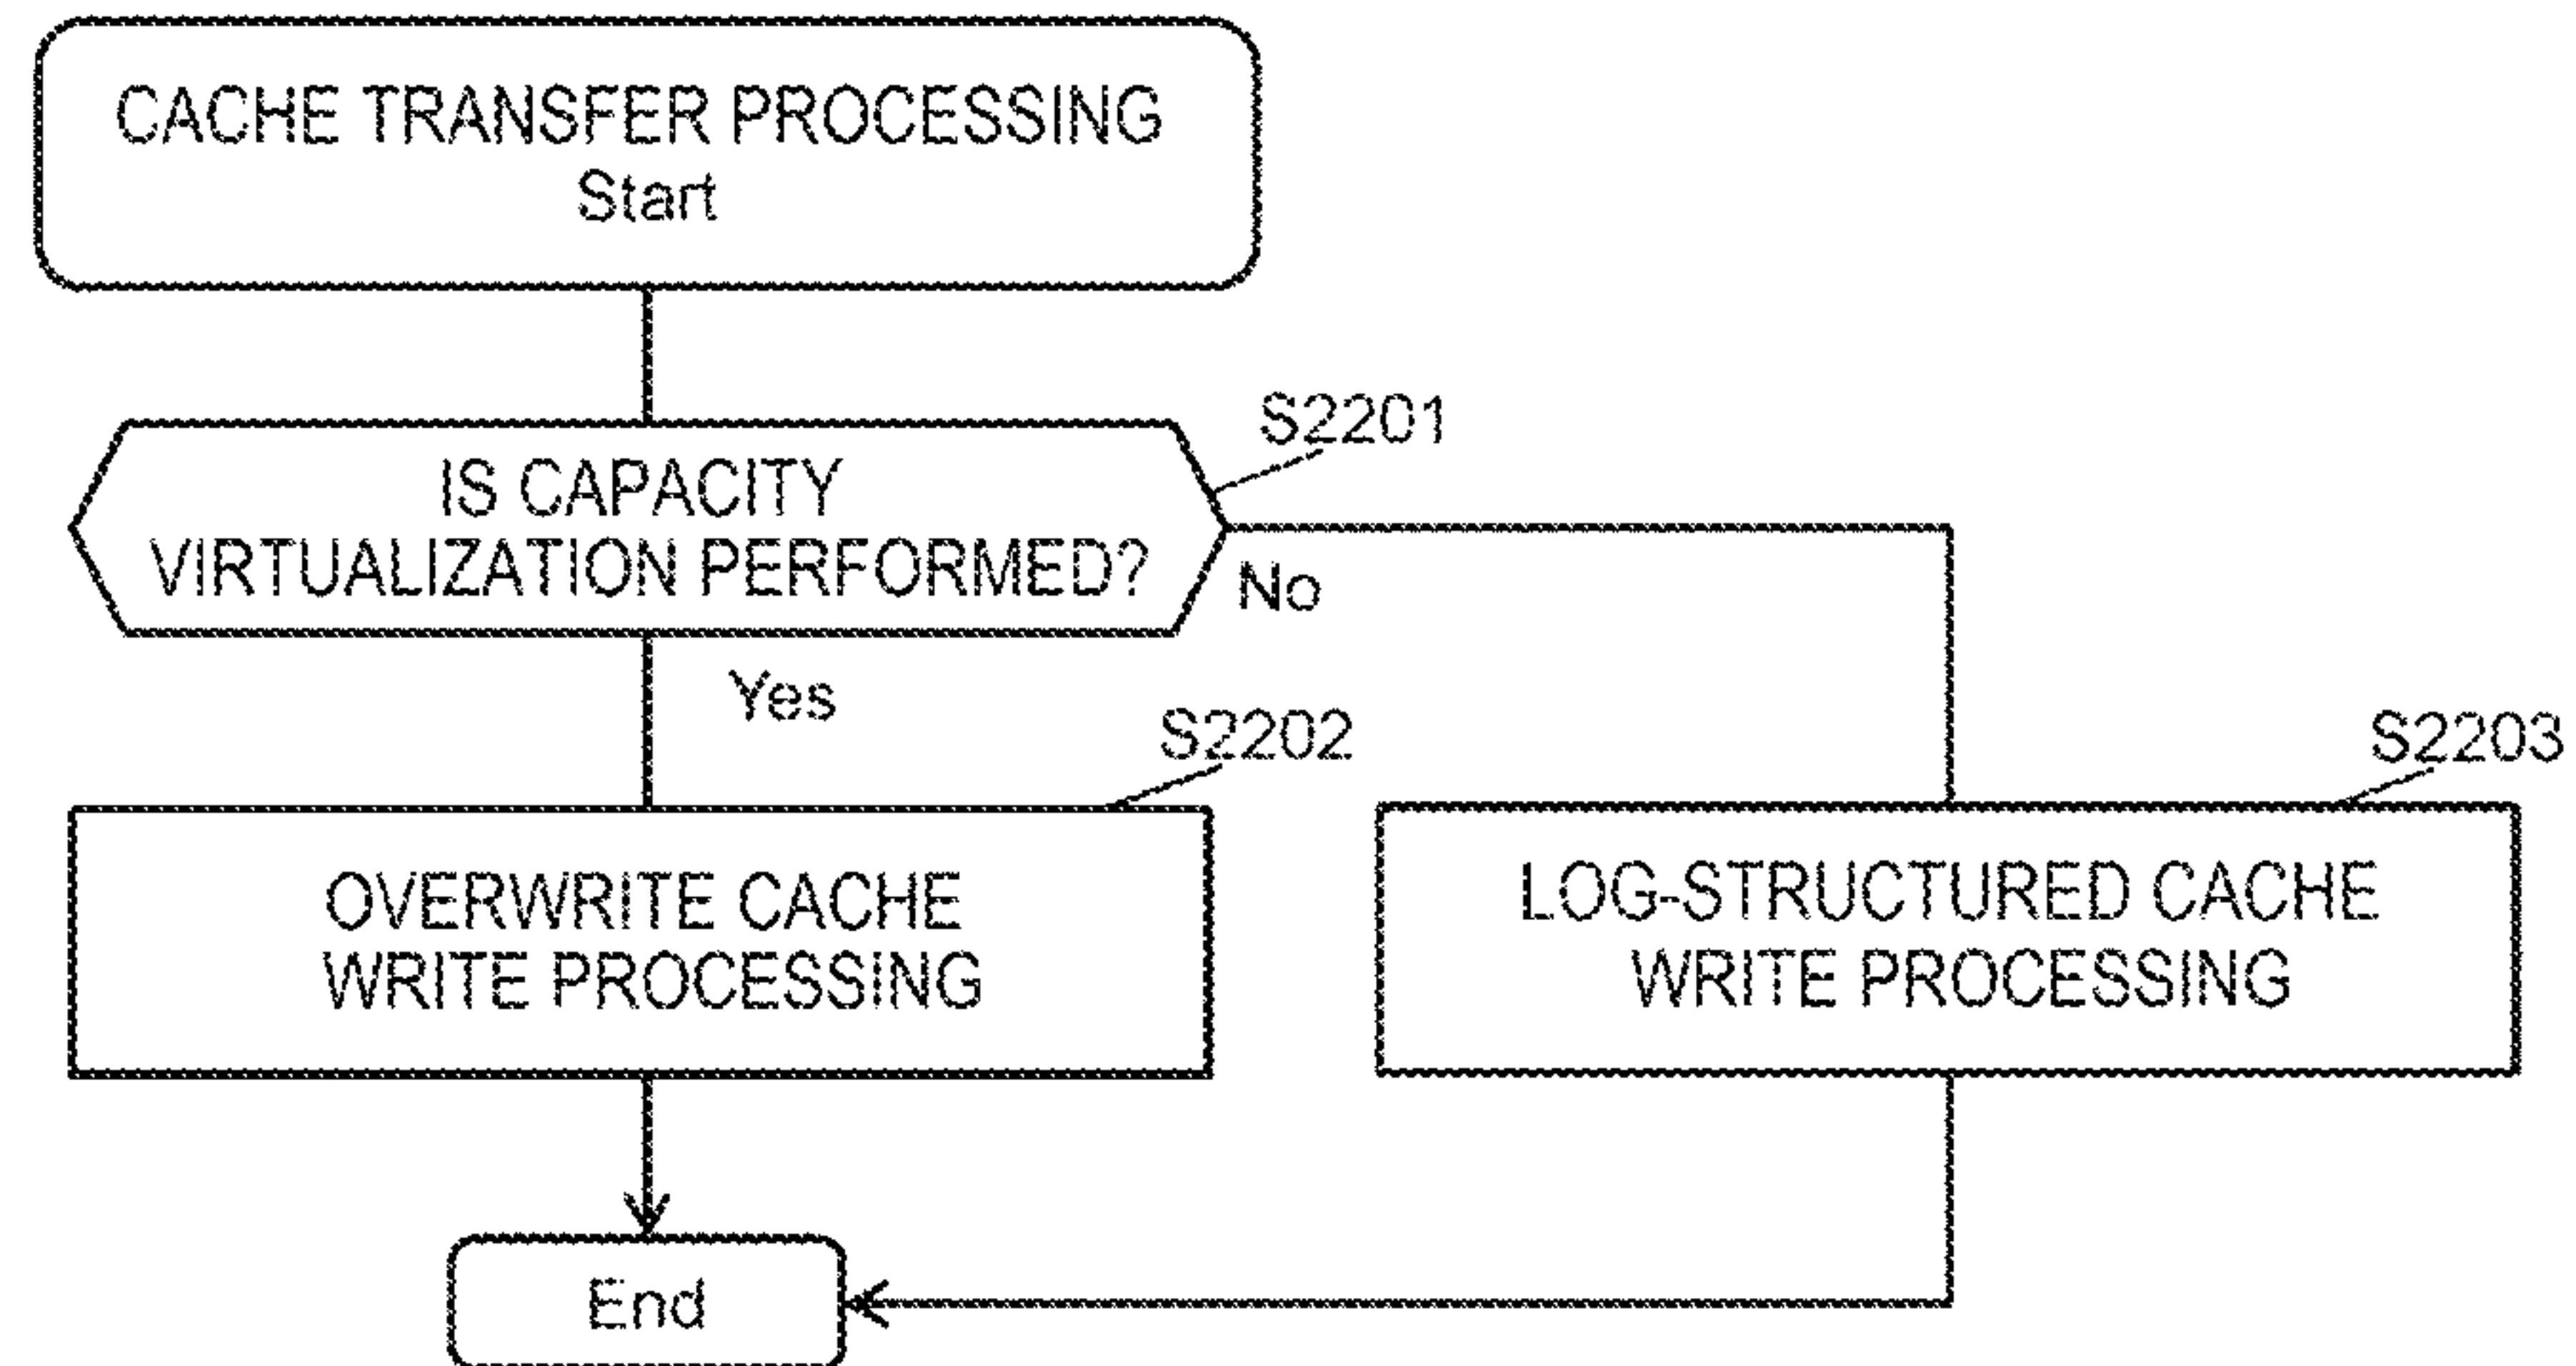 CACHE TRANSFER PROCESSING
Start
S2201
IS CAPACITY
VIRTUALIZATION PERFORMED?
No
Yes
S2202
S2203
OVERWRITE CACHE
WRITE PROCESSING
LOG-STRUCTURED CACHE
WRITE PROCESSING
End